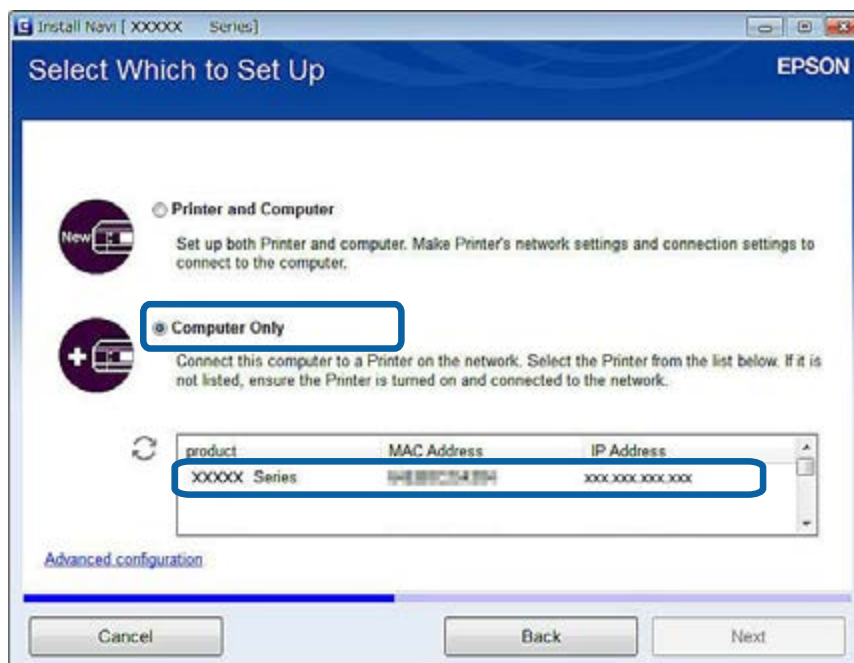 Install Navi [ XXXXX Series]
Select Which to Set Up
EPSON
New
Printer and Computer
Set up both Printer and computer. Make Printer's network settings and connection settings to
connect to the computer.
Computer Only
Connect this computer to a Printer on the network. Select the Printer from the list below. If it is
not listed, ensure the Printer is turned on and connected to the network.
product MAC Address IP Address
XXXXX Series xxx.xxx.xxx.xxx
Advanced configuration
Cancel Back Next